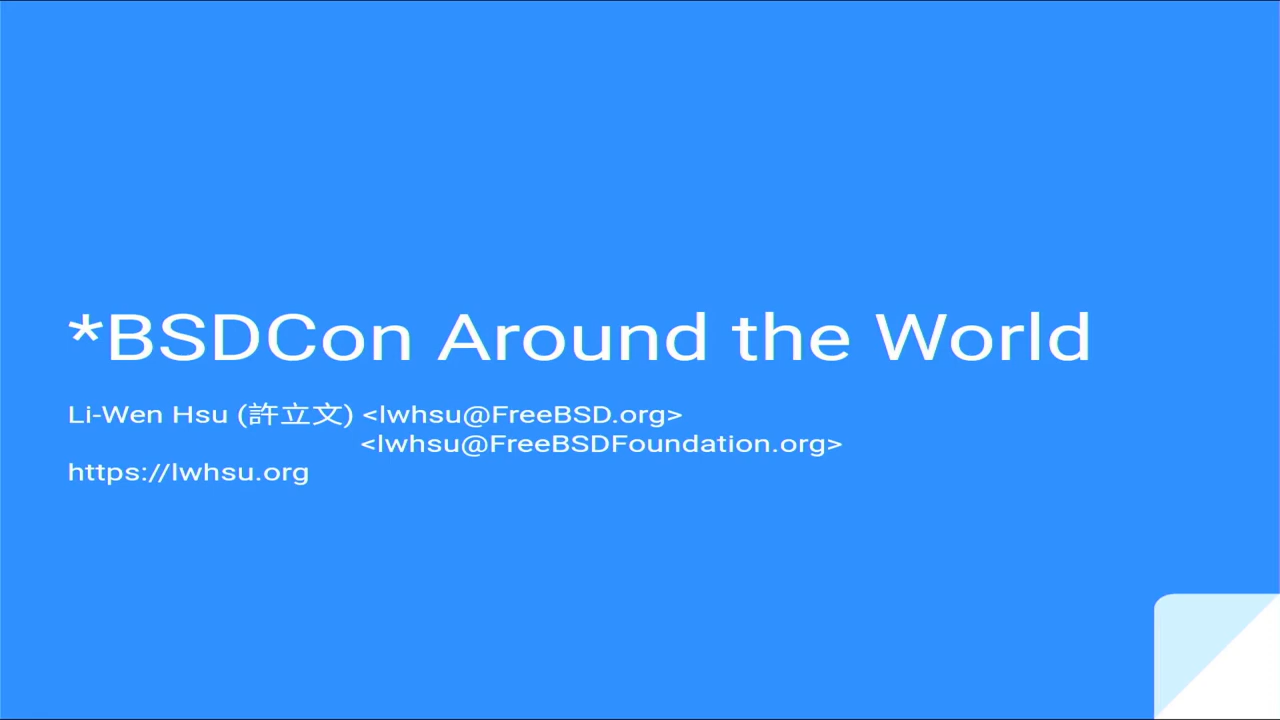 *BSDCon Around the World
Li-Wen Hsu (許立文) <lwhsu@FreeBSD.org>
<lwhsu@FreeBSDFoundation.org>
https://lwhsu.org